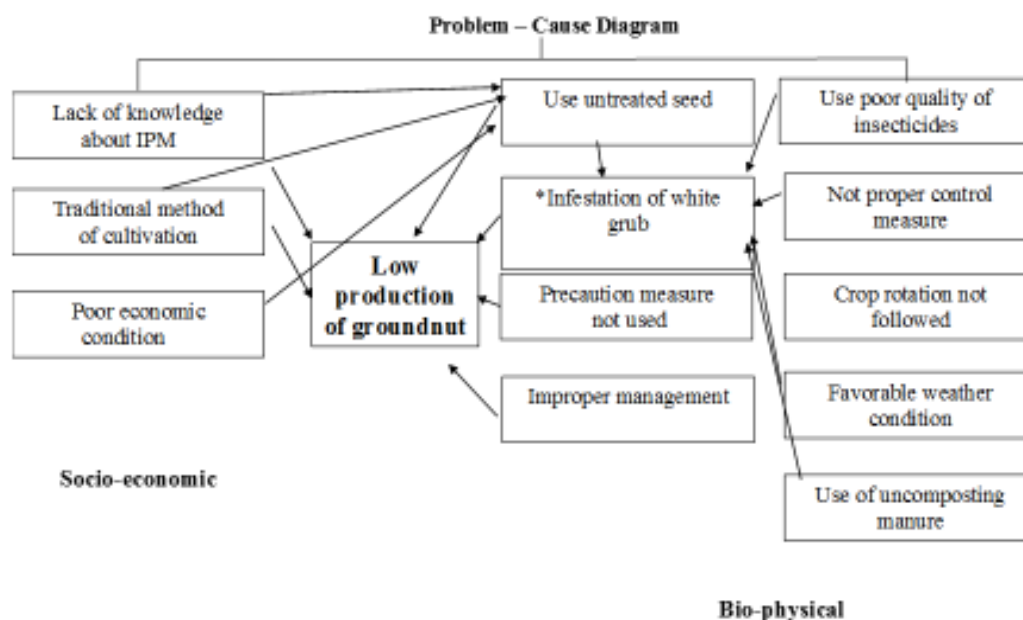 Problem – Cause Diagram
Lack of knowledge
about IPM
Use untreated seed
Use poor quality of
insecticides
Traditional method
of cultivation
*Infestation of white
grub
Not proper control
measure
Low
production
of groundnut
Poor economic
condition
Precaution measure
not used
Crop rotation not
followed
Improper management
Favorable weather
condition
Socio-economic
Use of uncomposting
manure
Bio-physical